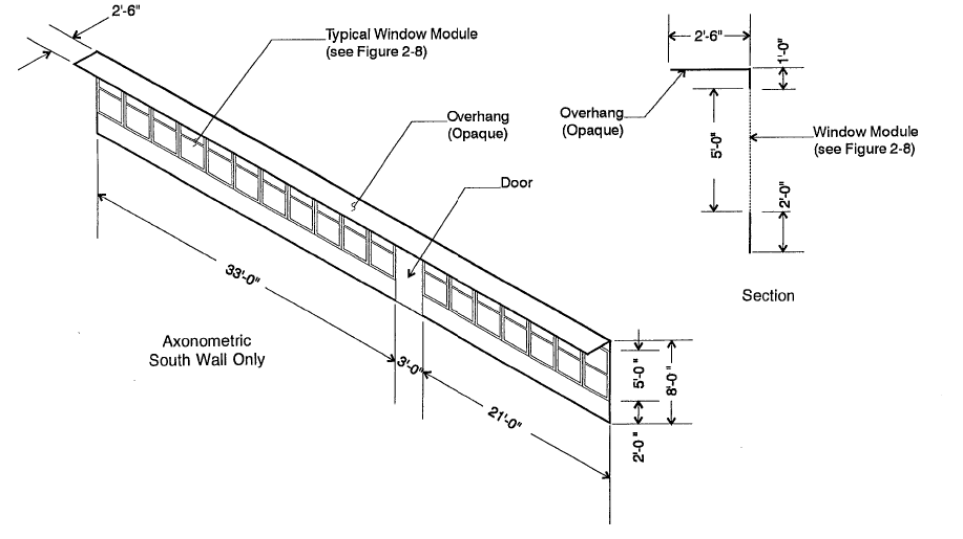 2'-6"
Typical Window Module
(see Figure 2-8)
Overhang
(Opaque)
Door
33'-0"
3'-0"
21'-0"
5'-0"
8'-0"
2'-0"
Axonometric
South Wall Only
2'-6"
1'-0"
Overhang
(Opaque)
5'-0"
Window Module
(see Figure 2-8)
2'-0"
Section